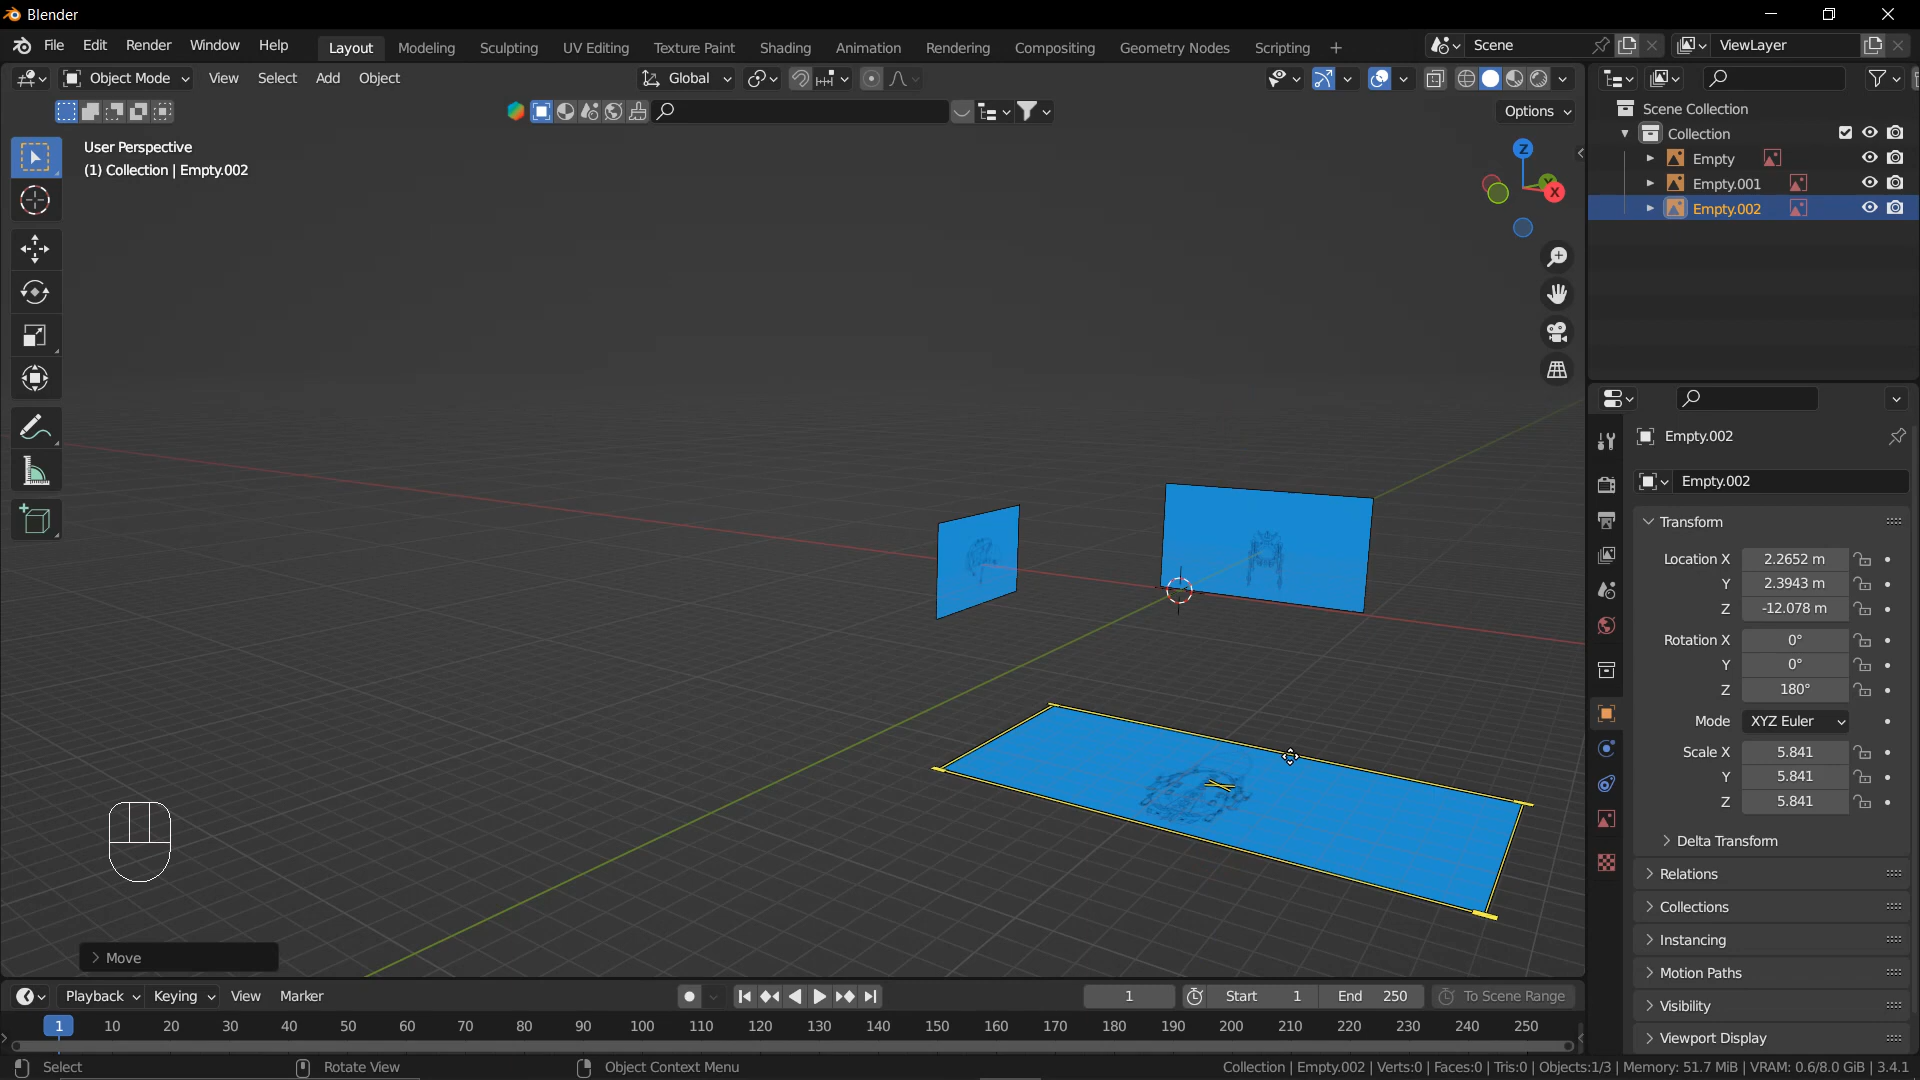 Blender
File Edit Render Window Help Layout Modeling Sculpting UV Editing Texture Paint Shading Animation Rendering Compositing Geometry Nodes Scripting + Scene ViewLayer
Object Mode View Select Add Object Global
Options
User Perspective
(1) Collection | Empty.002
Z
Y
X
Scene Collection
Collection
Empty
Empty.001
Empty.002
Empty.002
Empty.002
Transform
Location X 2.2652 m
Y 2.3943 m
Z -12.078 m
Rotation X 0°
Y 0°
Z 180°
Mode XYZ Euler
Scale X 5.841
Y 5.841
Z 5.841
Delta Transform
Relations
Collections
Instancing
Motion Paths
Visibility
Viewport Display
Move
Playback Keying View Marker 1 Start 1 End 250 To Scene Range
1 10 20 30 40 50 60 70 80 90 100 110 120 130 140 150 160 170 180 190 200 210 220 230 240 250
Select Rotate View Object Context Menu Collection | Empty.002 | Verts:0 | Faces:0 | Tris:0 | Objects:1/3 | Memory: 51.7 MiB | VRAM: 0.6/8.0 GiB | 3.4.1